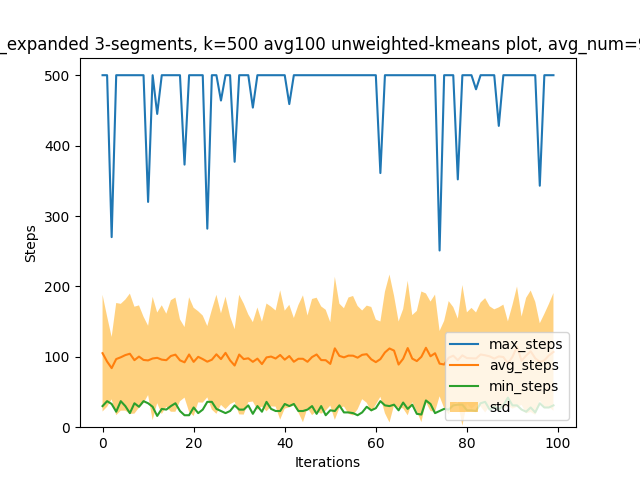 _expanded 3-segments, k=500 avg100 unweighted-kmeans plot, avg_num=9
500
400
300
200
100
0
Steps
0 20 40 60 80 100
Iterations
max_steps
avg_steps
min_steps
std